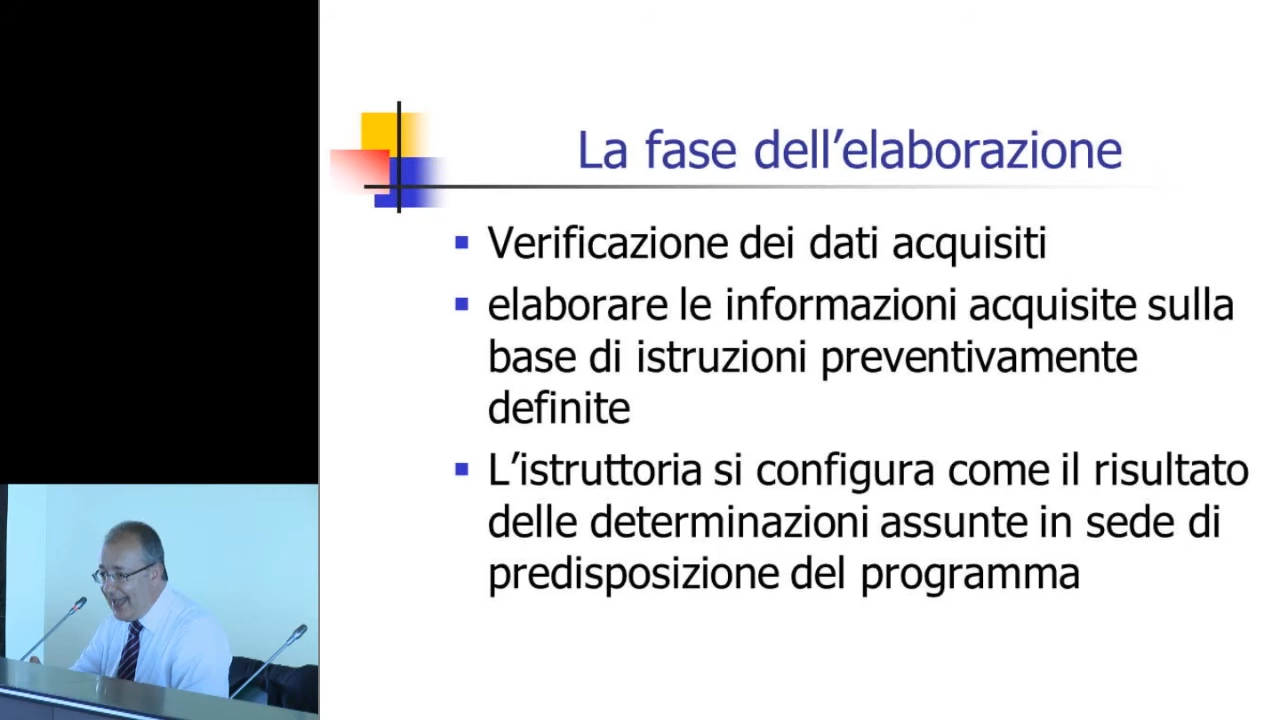 La fase dell’elaborazione
Verificazione dei dati acquisiti
elaborare le informazioni acquisite sulla
base di istruzioni preventivamente
definite
L’istruttoria si configura come il risultato
delle determinazioni assunte in sede di
predisposizione del programma